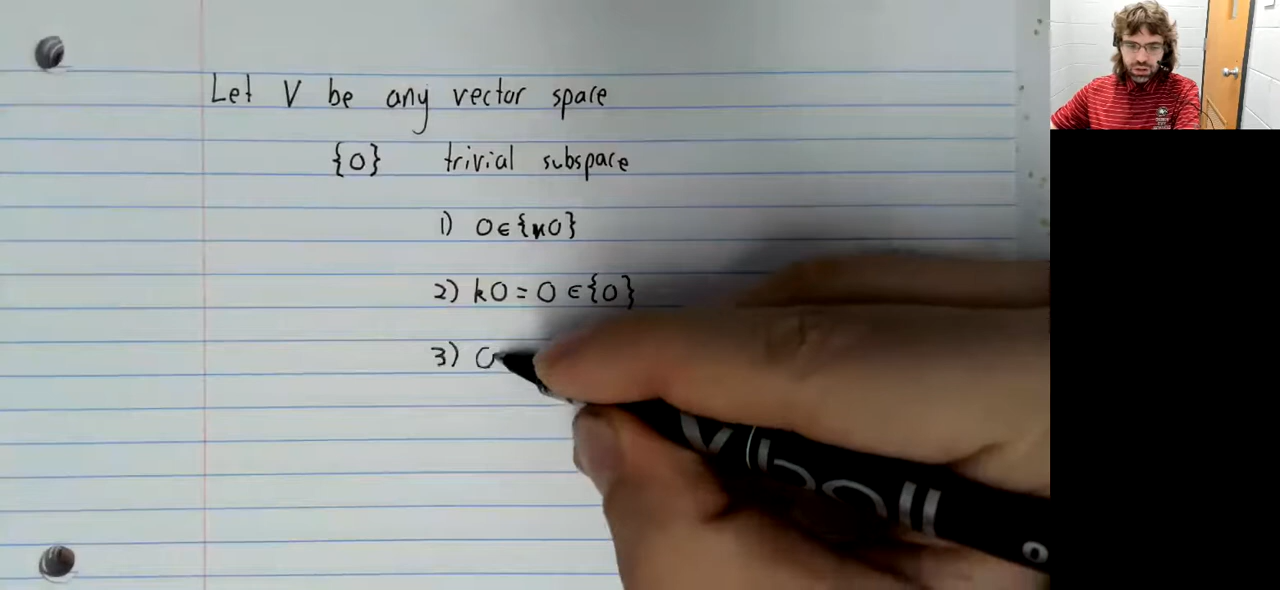 Let V be any vector space
{0} trivial subspace
1) 0∈{0}
2) k0 = 0 ∈{0}
3) 0